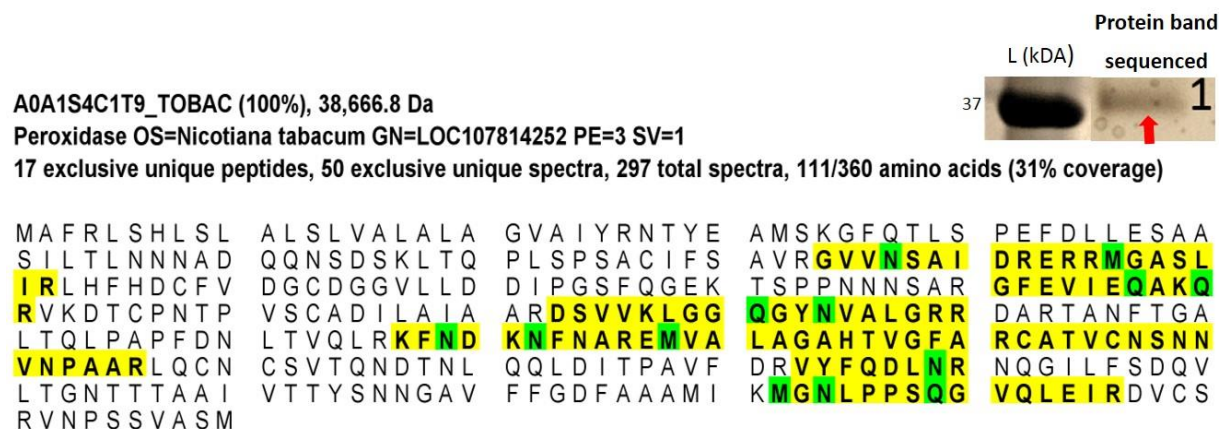 Protein band
L (kDA) sequenced
37 1
A0A1S4C1T9_TOBAC (100%), 38,666.8 Da
Peroxidase OS=Nicotiana tabacum GN=LOC107814252 PE=3 SV=1
17 exclusive unique peptides, 50 exclusive unique spectra, 297 total spectra, 111/360 amino acids (31% coverage)
MAFRLSHLSL ALSLVALALA GVAIYRNTYE AMSKGFQTLS PEFDLLESAA
SILTLNNNAD QQNSDSKLTQ PLSPSACIFS AVRGVVNSAI DRERRMGASL
IRLHFHDCFV DGCDGGVLLD DIPGSFQGEK TSPPNNNSAR GFEVIEQAKQ
RVKDTCPNTP VSCADILAIA ARDSVVKLGG QGYNVALGRR DARTANFTGA
LTQLPAPFDN LTVQLRKFND KNFNAREMVA LAGAHTVGFA RCATVCNSNN
VNPAARLQCN CSVTQNDTNL QQLDITPAVF DRVYFQDLNR NQGILFSDQV
LTGNTTTAAI VTTYSNNGAV FFGDFAAAMI KMGNLPPSQG VQLEIRDVCS
RVNPSSVASM